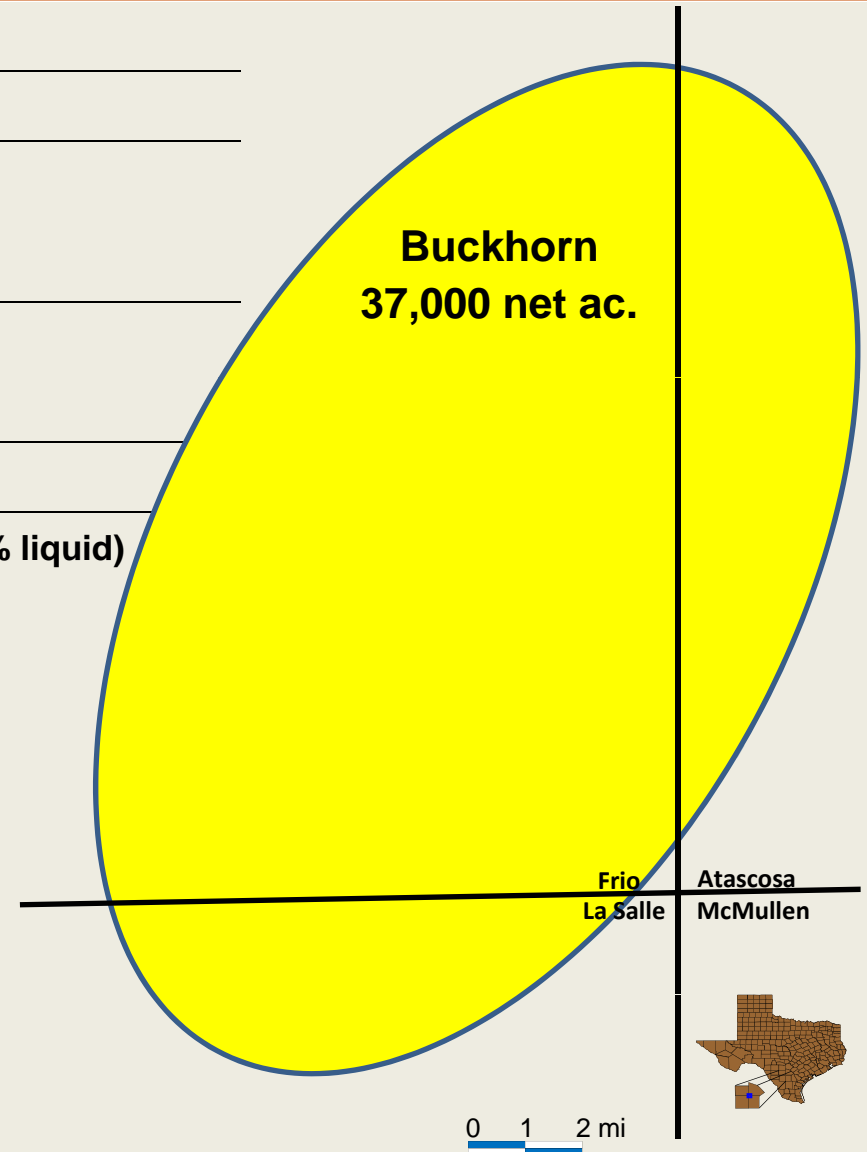 Buckhorn
37,000 net ac.
% liquid)
Frio
Atascosa
La Salle
McMullen
0 1 2 mi